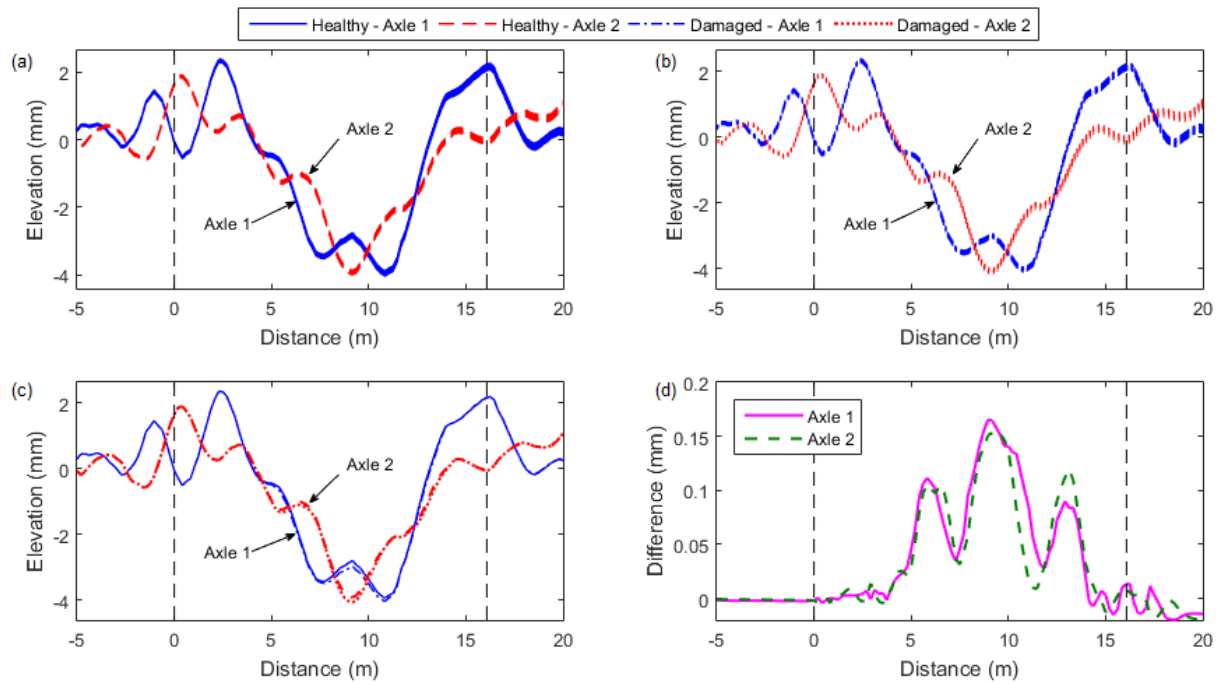 Healthy - Axle 1 Healthy - Axle 2 Damaged - Axle 1 Damaged - Axle 2
(a)
Elevation (mm)
2
0
-2
-4
Axle 2
Axle 1
-5 0 5 10 15 20
Distance (m)
(b)
Elevation (mm)
2
0
-2
-4
Axle 2
Axle 1
-5 0 5 10 15 20
Distance (m)
(c)
Elevation (mm)
2
0
-2
-4
Axle 2
Axle 1
-5 0 5 10 15 20
Distance (m)
(d)
Difference (mm)
0.2
0.15
0.1
0.05
0
Axle 1
Axle 2
-5 0 5 10 15 20
Distance (m)